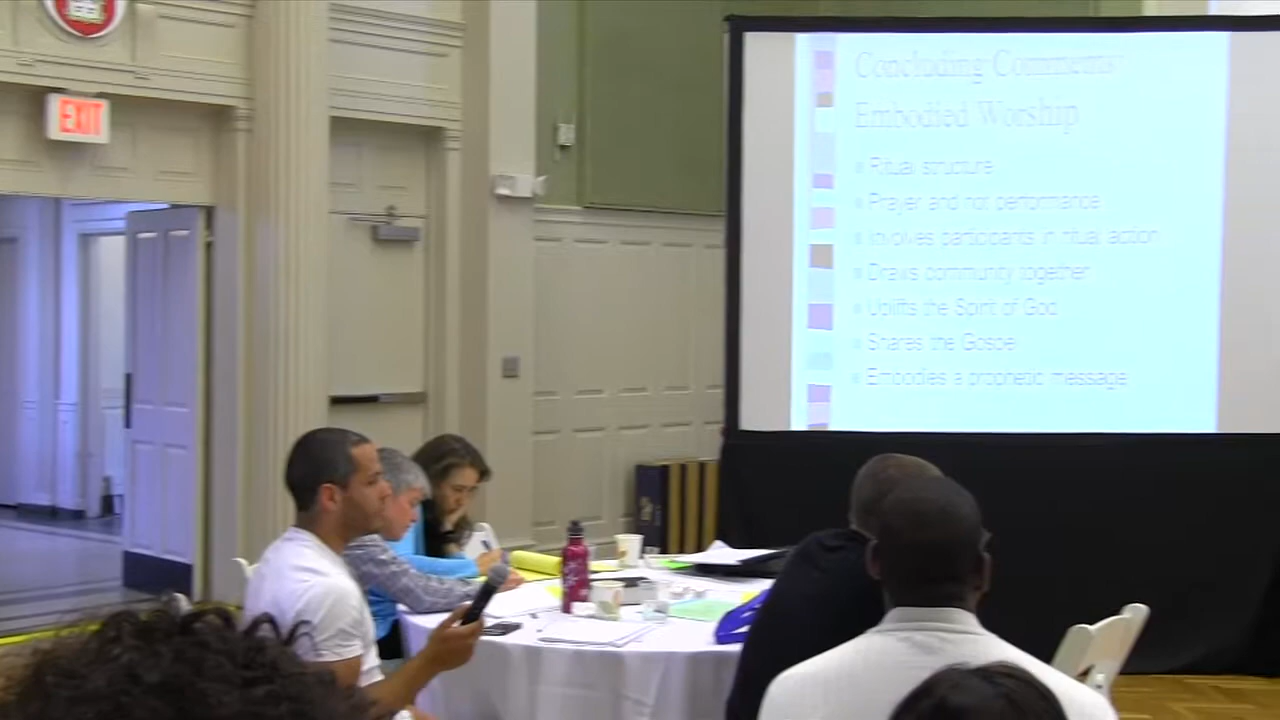 EXIT
Concluding Comments:
Embodied Worship
Ritual structure
Prayer and not performance
Involves participants in ritual action
Draws community together
Uplifts the Spirit of God
Shares the Gospel
Embodies a prophetic message